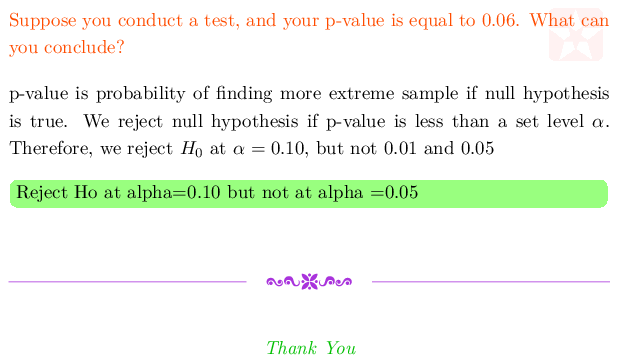 Suppose you conduct a test, and your p-value is equal to 0.06. What can
you conclude?
p-value is probability of finding more extreme sample if null hypothesis
is true. We reject null hypothesis if p-value is less than a set level α.
Therefore, we reject H₀ at α = 0.10, but not 0.01 and 0.05
Reject Ho at alpha=0.10 but not at alpha =0.05
Thank You